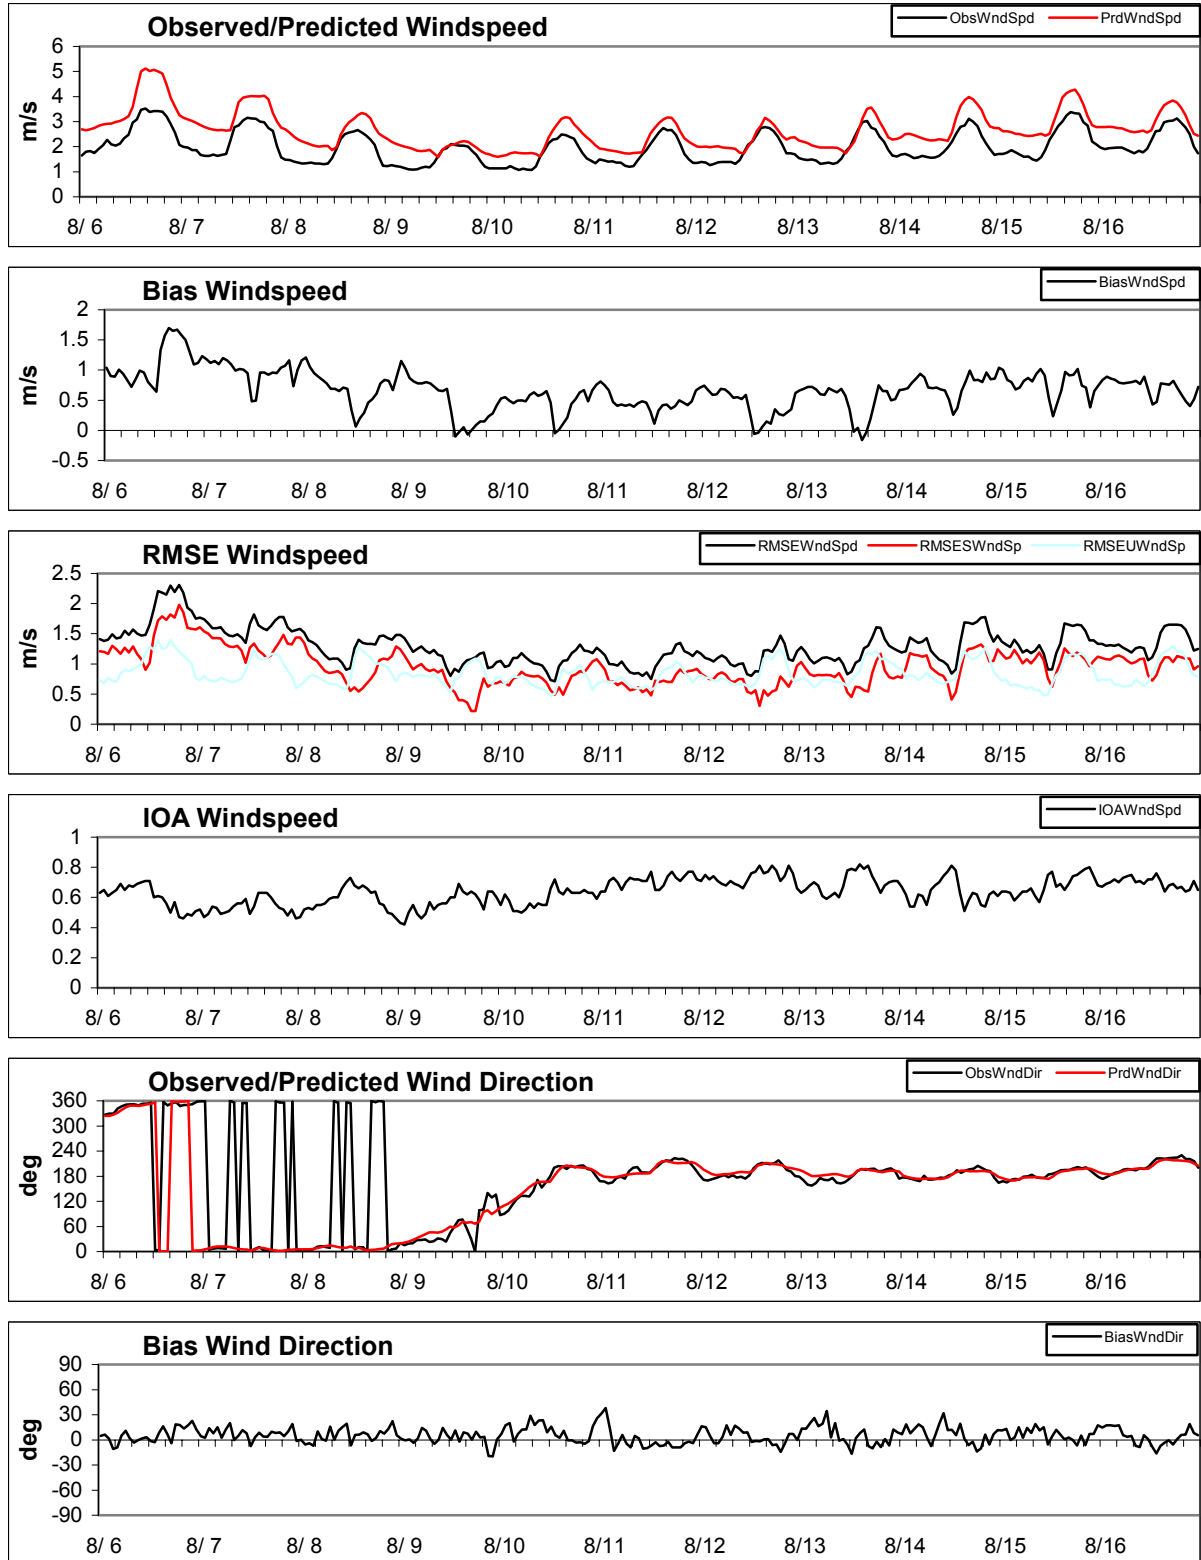 Observed/Predicted Windspeed
ObsWndSpd PrdWndSpd
6
5
4
3
2
1
0
m/s
8/ 6 8/ 7 8/ 8 8/ 9 8/10 8/11 8/12 8/13 8/14 8/15 8/16
Bias Windspeed
BiasWndSpd
2
1.5
1
0.5
0
-0.5
m/s
8/ 6 8/ 7 8/ 8 8/ 9 8/10 8/11 8/12 8/13 8/14 8/15 8/16
RMSE Windspeed
RMSEWndSpd RMSESWndSp RMSEUWndSp
2.5
2
1.5
1
0.5
0
m/s
8/ 6 8/ 7 8/ 8 8/ 9 8/10 8/11 8/12 8/13 8/14 8/15 8/16
IOA Windspeed
IOAWndSpd
1
0.8
0.6
0.4
0.2
0
8/ 6 8/ 7 8/ 8 8/ 9 8/10 8/11 8/12 8/13 8/14 8/15 8/16
Observed/Predicted Wind Direction
ObsWndDir PrdWndDir
360
300
240
180
120
60
0
deg
8/ 6 8/ 7 8/ 8 8/ 9 8/10 8/11 8/12 8/13 8/14 8/15 8/16
Bias Wind Direction
BiasWndDir
90
60
30
0
-30
-60
-90
deg
8/ 6 8/ 7 8/ 8 8/ 9 8/10 8/11 8/12 8/13 8/14 8/15 8/16